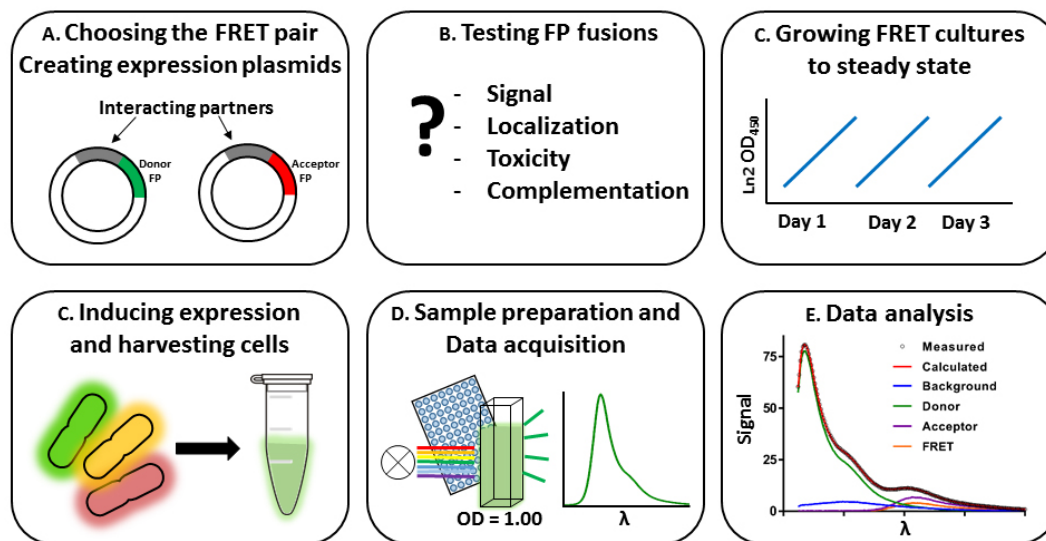 A. Choosing the FRET pair
Creating expression plasmids
Interacting partners
Donor
FP
Acceptor
FP
B. Testing FP fusions
?
- Signal
- Localization
- Toxicity
- Complementation
C. Growing FRET cultures
to steady state
Ln2 OD450
Day 1 Day 2 Day 3
C. Inducing expression
and harvesting cells
D. Sample preparation and
Data acquisition
OD = 1.00
λ
E. Data analysis
Signal
75
50
25
0
Measured
Calculated
Background
Donor
Acceptor
FRET
λ